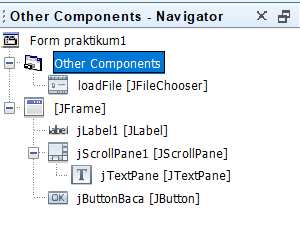 Other Components - Navigator
Form praktikum1
Other Components
loadFile [JFileChooser]
[JFrame]
label jLabel1 [JLabel]
jScrollPane1 [JScrollPane]
T jTextPane [JTextPane]
OK jButtonBaca [JButton]